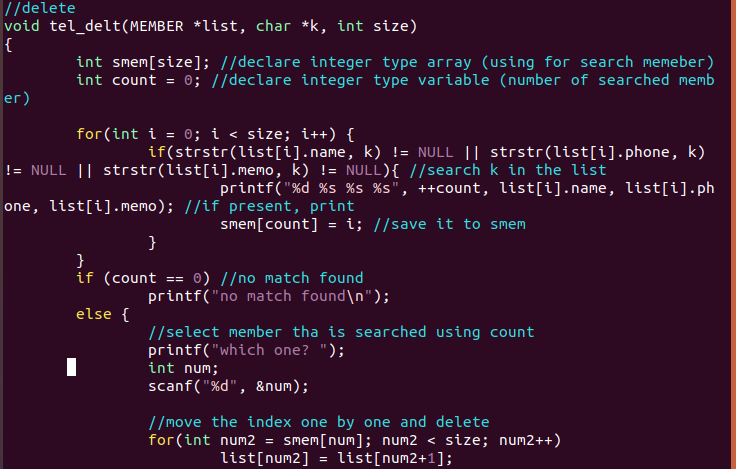 //delete
void tel_delt(MEMBER *list, char *k, int size)
{
        int smem[size]; //declare integer type array (using for search memeber)
        int count = 0; //declare integer type variable (number of searched memb
er)

        for(int i = 0; i < size; i++) {
                if(strstr(list[i].name, k) != NULL || strstr(list[i].phone, k)
!= NULL || strstr(list[i].memo, k) != NULL){ //search k in the list
                        printf("%d %s %s %s", ++count, list[i].name, list[i].ph
one, list[i].memo); //if present, print
                        smem[count] = i; //save it to smem
                }
        }
        if (count == 0) //no match found
                printf("no match found\n");
        else {
                //select member tha is searched using count
                printf("which one? ");
                int num;
                scanf("%d", &num);

                //move the index one by one and delete
                for(int num2 = smem[num]; num2 < size; num2++)
                        list[num2] = list[num2+1];